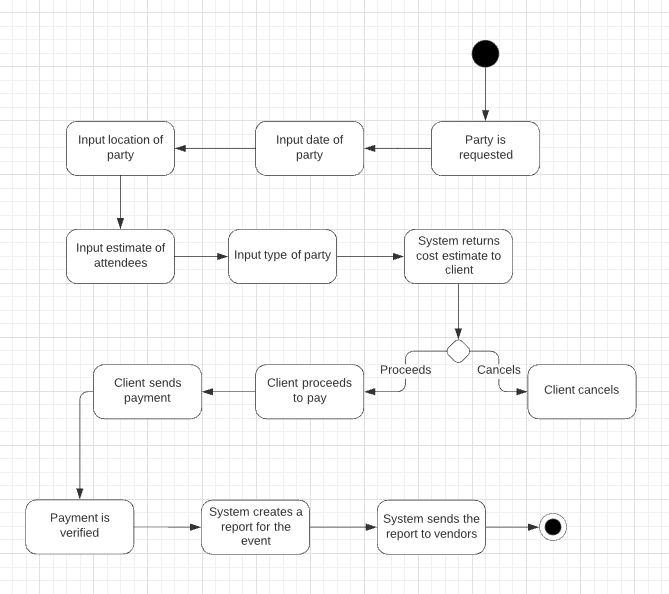 Input location of
party
Input date of
party
Party is
requested
Input estimate of
attendees
Input type of party
System returns
cost estimate to
client
Proceeds
Cancels
Client sends
payment
Client proceeds
to pay
Client cancels
Payment is
verified
System creates a
report for the
event
System sends the
report to vendors